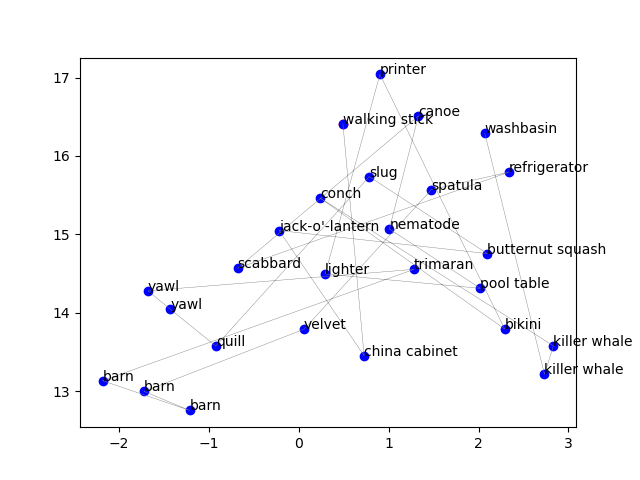 printer
canoe
walking stick
washbasin
refrigerator
slug
spatula
conch
jack-o'-lantern
nematode
butternut squash
scabbard
lighter
trimaran
pool table
yawl
yawl
velvet
bikini
quill
china cabinet
killer whale
killer whale
barn
barn
barn
17
16
15
14
13
−2
−1
0
1
2
3